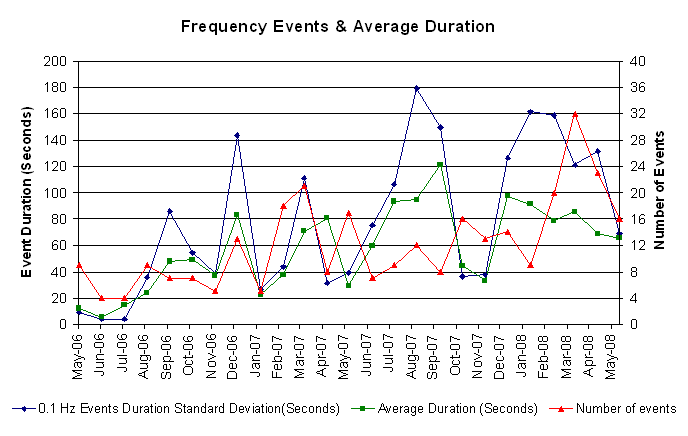 Frequency Events & Average Duration
200 40
180 36
160 32
140 28
120 24
100 20
80 16
60 12
40 8
20 4
0 0
Event Duration (Seconds)
Number of Events
May-06 Jun-06 Jul-06 Aug-06 Sep-06 Oct-06 Nov-06 Dec-06 Jan-07 Feb-07 Mar-07 Apr-07 May-07 Jun-07 Jul-07 Aug-07 Sep-07 Oct-07 Nov-07 Dec-07 Jan-08 Feb-08 Mar-08 Apr-08 May-08
0.1 Hz Events Duration Standard Deviation(Seconds) Average Duration (Seconds) Number of events